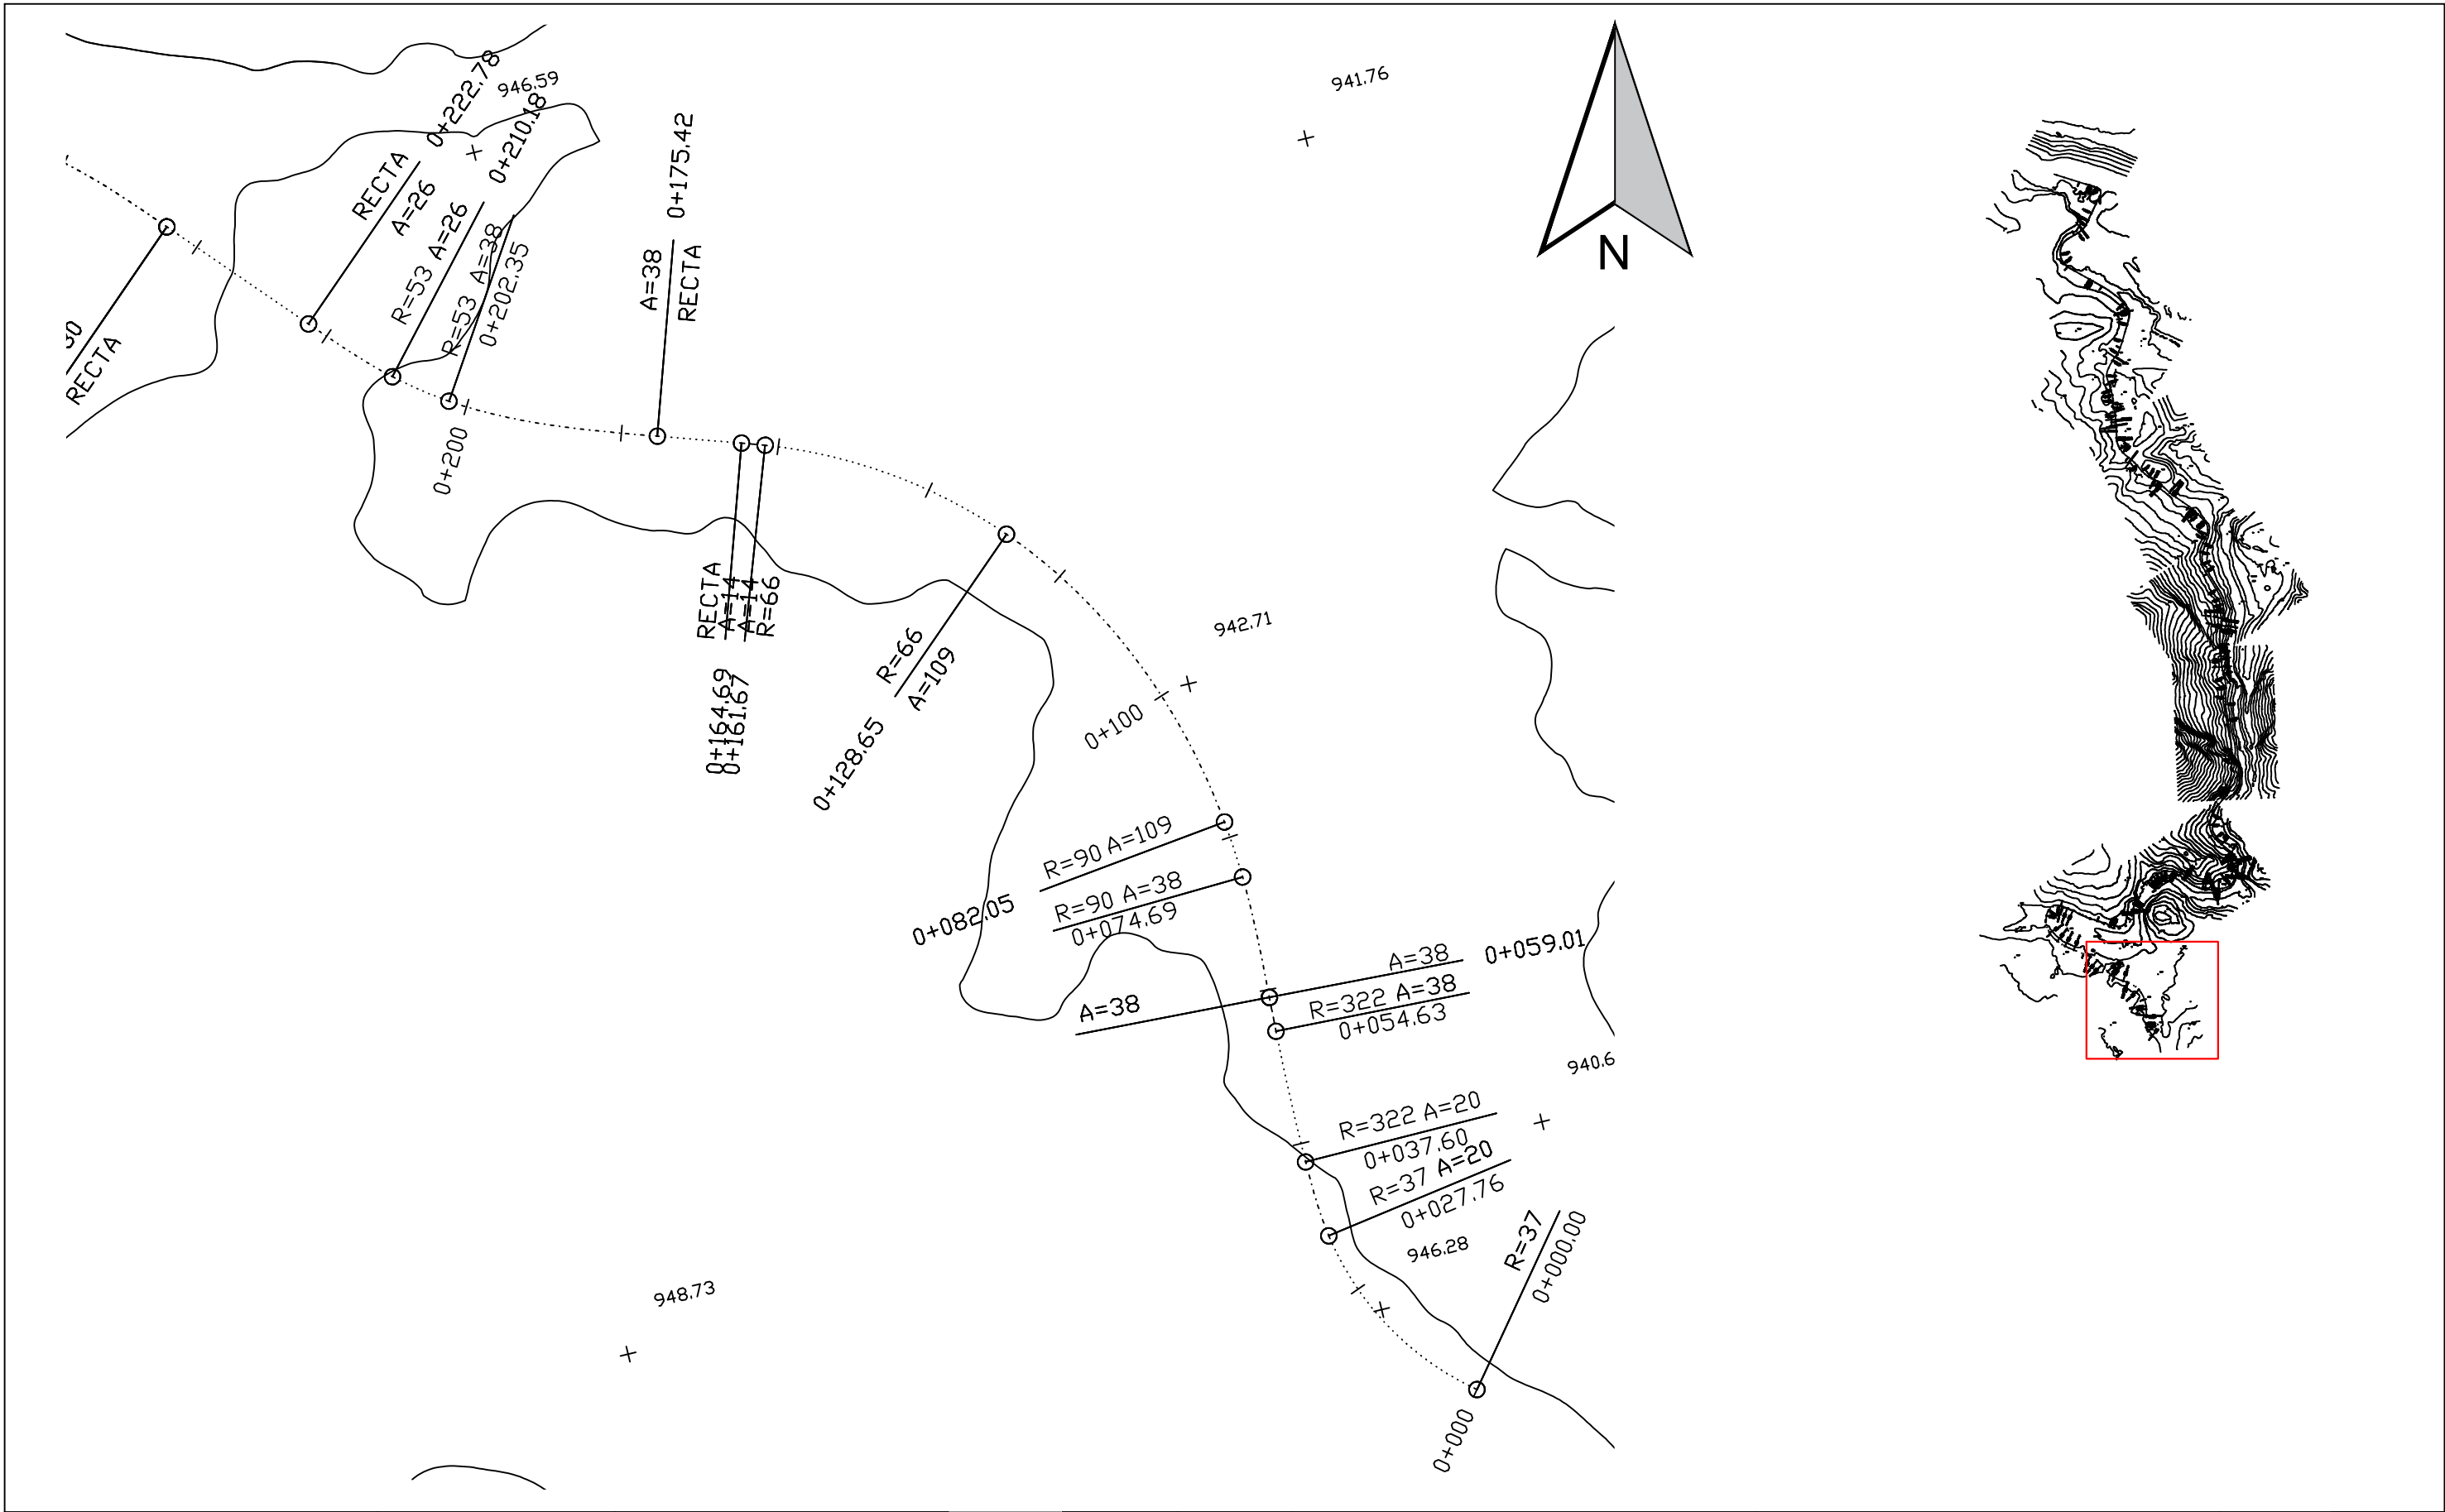 0+222.78
946.59
941.76
0+210.18
0+175.42
RECTA
A=26
R=53 A=26
R=53 A=38
0+202.35
A=38
RECTA
N
RECTA
0+200
RECTA
A=14
A=14
R=66
0+164.69
0+161.67
R=66
A=109
0+128.65
942.71
0+100
R=90 A=109
0+082.05
R=90 A=38
0+074.69
A=38
0+059.01
A=38
R=322 A=38
0+054.63
940.6
R=322 A=20
0+037.60
R=37 A=20
0+027.76
946.28
R=37
0+000.00
948.73
0+000